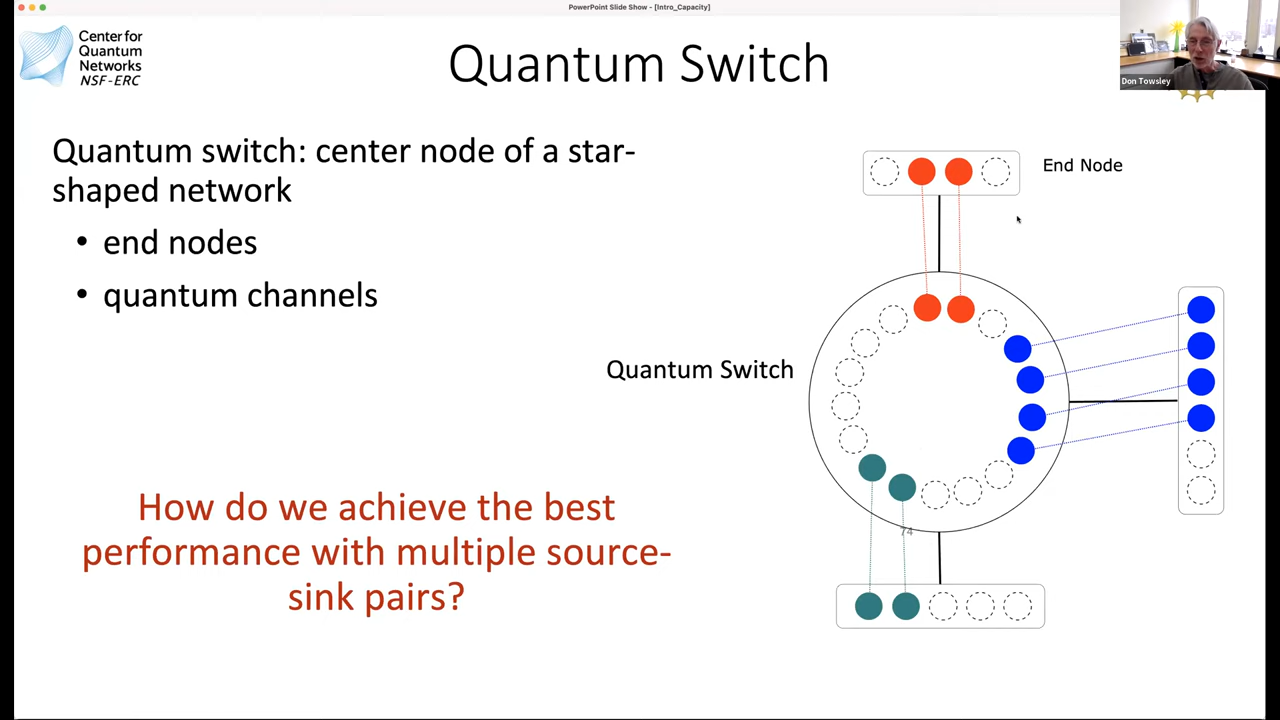 PowerPoint Slide Show - [Intro_Capacity]
Center for
Quantum
Networks
NSF-ERC
Quantum Switch
Don Towsley
Quantum switch: center node of a star-
shaped network
• end nodes
• quantum channels
End Node
Quantum Switch
How do we achieve the best
performance with multiple source-
sink pairs?
74